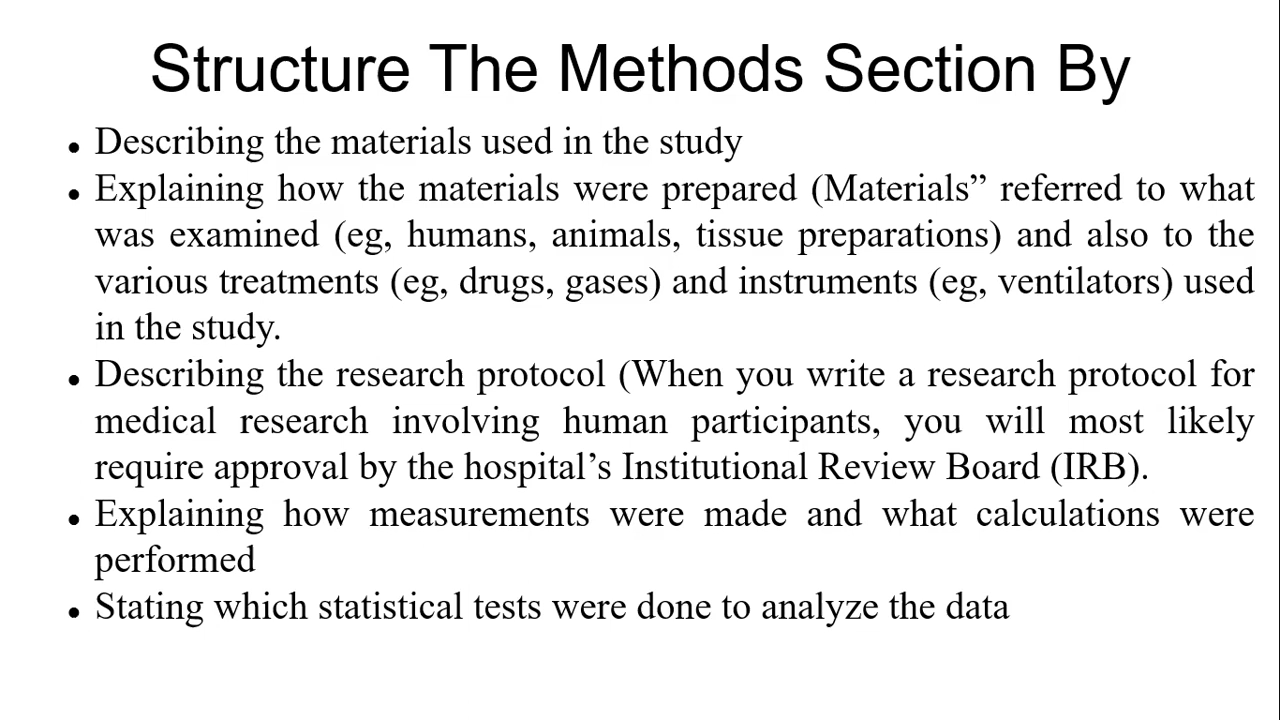 Structure The Methods Section By
• Describing the materials used in the study
• Explaining how the materials were prepared (Materials” referred to what
was examined (eg, humans, animals, tissue preparations) and also to the
various treatments (eg, drugs, gases) and instruments (eg, ventilators) used
in the study.
• Describing the research protocol (When you write a research protocol for
medical research involving human participants, you will most likely
require approval by the hospital’s Institutional Review Board (IRB).
• Explaining how measurements were made and what calculations were
performed
• Stating which statistical tests were done to analyze the data